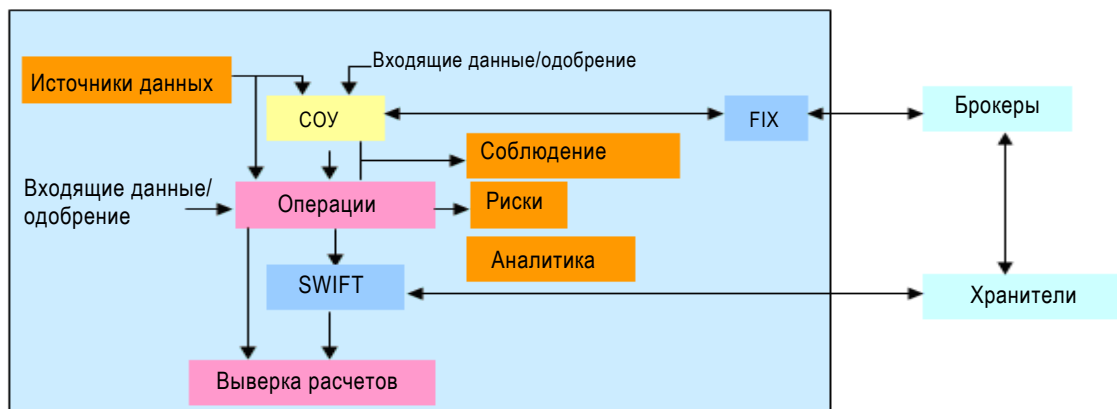 Входящие данные/одобрение
Источники данных
СОУ
FIX
Брокеры
Соблюдение
Входящие данные/
одобрение
Операции
Риски
Аналитика
SWIFT
Хранители
Выверка расчетов